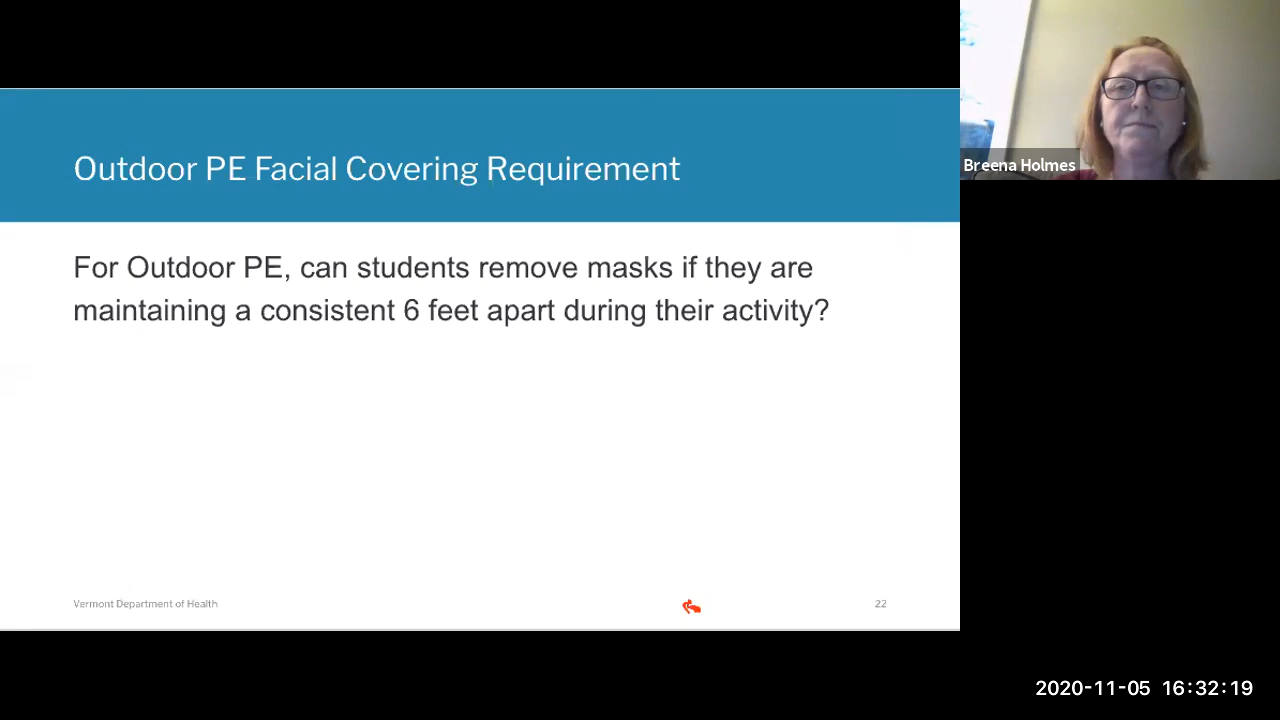 Outdoor PE Facial Covering Requirement
For Outdoor PE, can students remove masks if they are
maintaining a consistent 6 feet apart during their activity?
Vermont Department of Health
22
Breena Holmes
2020-11-05 16:32:19